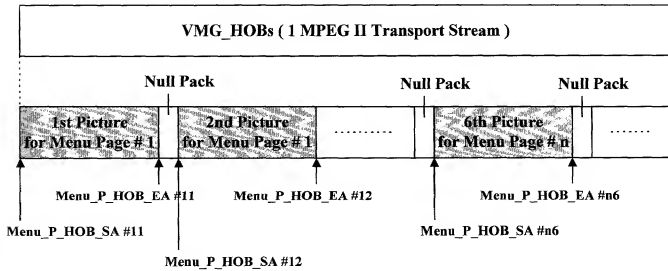 VMG_HOBs ( 1 MPEG II Transport Stream )
Null Pack
Null Pack
Null Pack
1st Picture
for Menu Page # 1
2nd Picture
for Menu Page # 1
..........
6th Picture
for Menu Page # n
.......
Menu_P_HOB_EA #11
Menu_P_HOB_EA #12
Menu_P_HOB_EA #n6
Menu_P_HOB_SA #11
Menu_P_HOB_SA #12
Menu_P_HOB_SA #n6